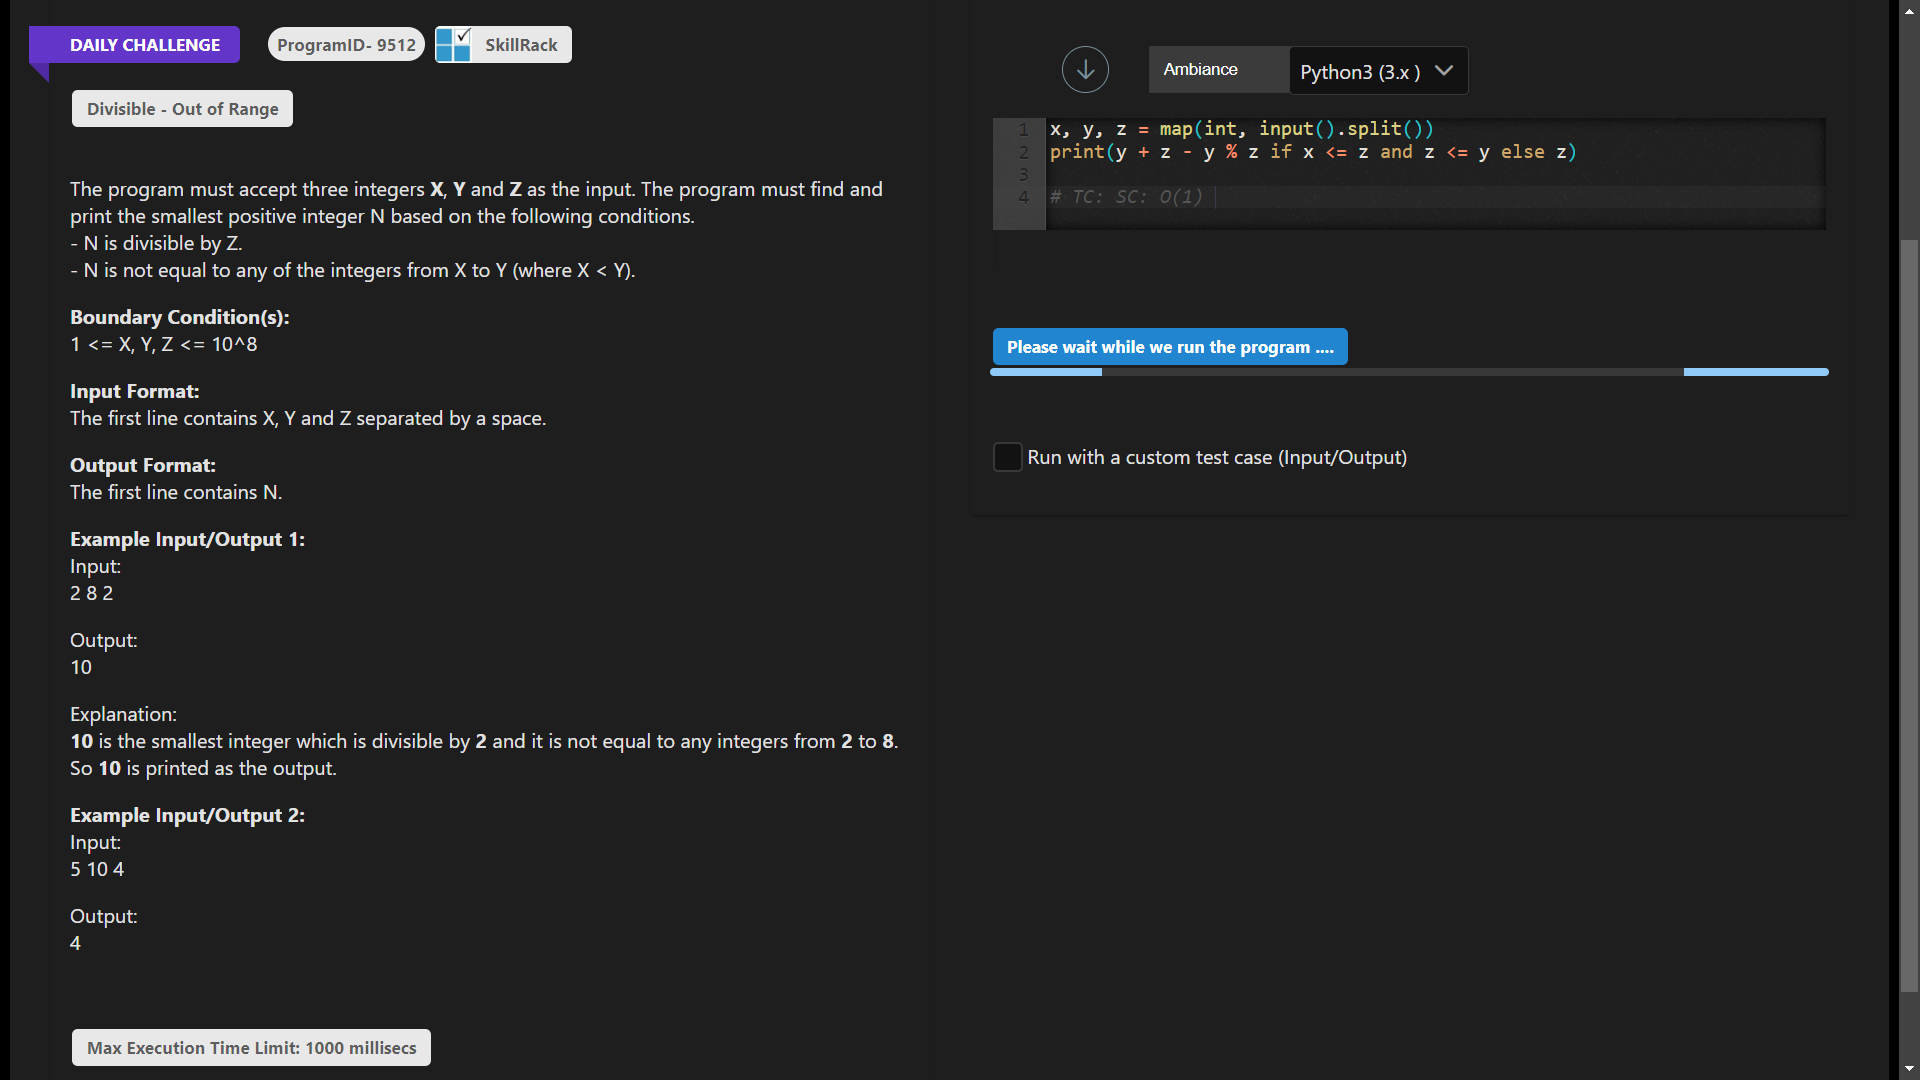 DAILY CHALLENGE
ProgramID- 9512
SkillRack
Divisible - Out of Range
The program must accept three integers X, Y and Z as the input. The program must find and
print the smallest positive integer N based on the following conditions.
- N is divisible by Z.
- N is not equal to any of the integers from X to Y (where X < Y).
Boundary Condition(s):
1 <= X, Y, Z <= 10^8
Input Format:
The first line contains X, Y and Z separated by a space.
Output Format:
The first line contains N.
Example Input/Output 1:
Input:
2 8 2
Output:
10
Explanation:
10 is the smallest integer which is divisible by 2 and it is not equal to any integers from 2 to 8.
So 10 is printed as the output.
Example Input/Output 2:
Input:
5 10 4
Output:
4
Max Execution Time Limit: 1000 millisecs
Ambiance
Python3 (3.x )
1 x, y, z = map(int, input().split())
2 print(y + z - y % z if x <= z and z <= y else z)
3
4 # TC: SC: O(1)
Please wait while we run the program ....
Run with a custom test case (Input/Output)